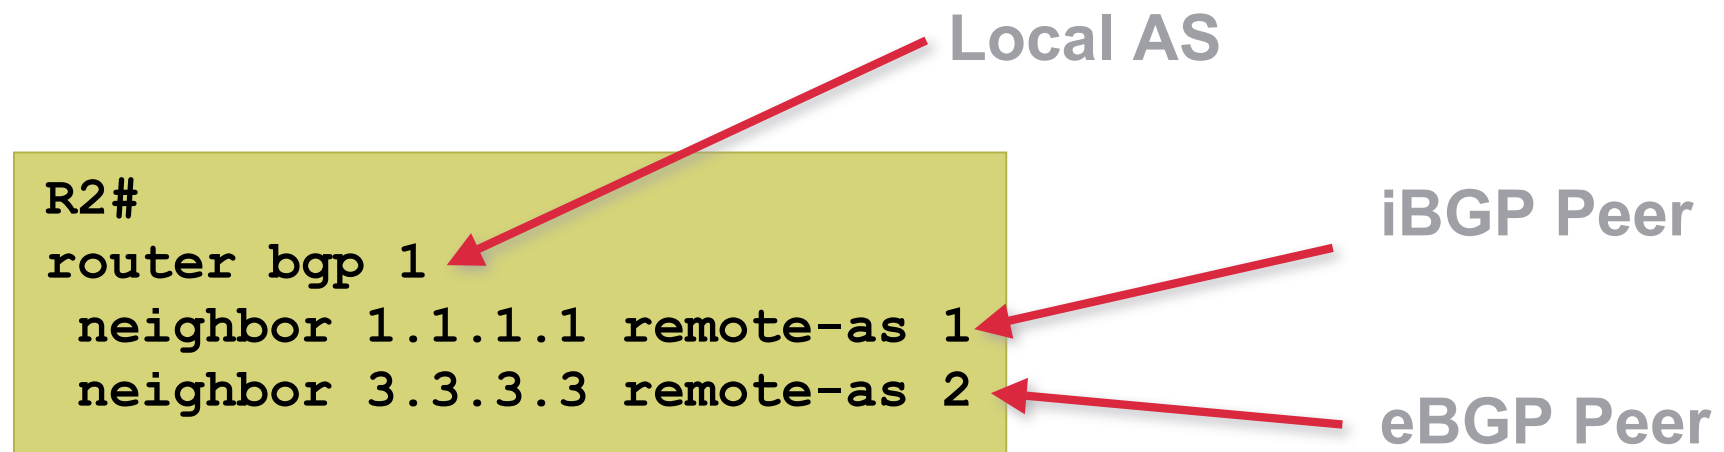 Local AS
R2#
router bgp 1
neighbor 1.1.1.1 remote-as 1
neighbor 3.3.3.3 remote-as 2
iBGP Peer
eBGP Peer